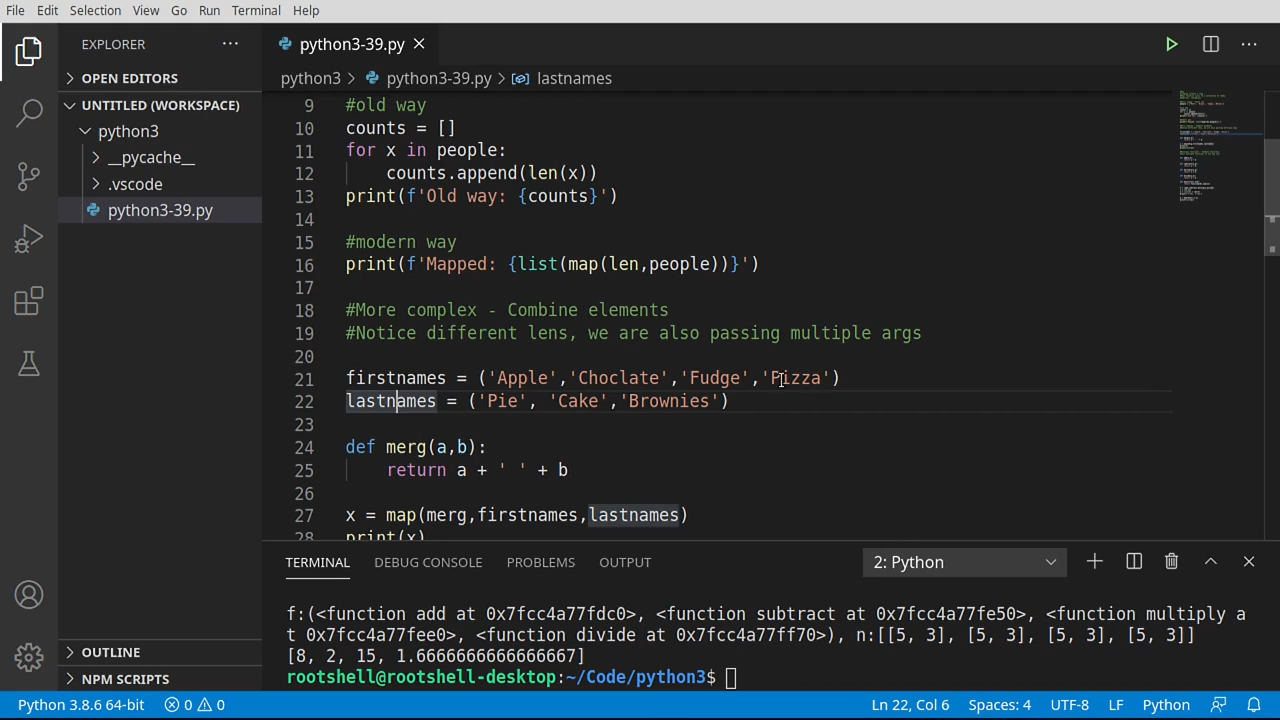 File Edit Selection View Go Run Terminal Help
EXPLORER ···
python3-39.py
python3 > python3-39.py > lastnames
OPEN EDITORS
UNTITLED (WORKSPACE)
python3
__pycache__
.vscode
python3-39.py
OUTLINE
NPM SCRIPTS
9 #old way
10 counts = []
11 for x in people:
12 counts.append(len(x))
13 print(f'Old way: {counts}')
14
15 #modern way
16 print(f'Mapped: {list(map(len,people))}')
17
18 #More complex - Combine elements
19 #Notice different lens, we are also passing multiple args
20
21 firstnames = ('Apple','Choclate','Fudge','Pizza')
22 lastnames = ('Pie', 'Cake','Brownies')
23
24 def merg(a,b):
25 return a + ' ' + b
26
27 x = map(merg,firstnames,lastnames)
28 print(x)
TERMINAL DEBUG CONSOLE PROBLEMS OUTPUT 2: Python
f:(<function add at 0x7fcc4a77fdc0>, <function subtract at 0x7fcc4a77fe50>, <function multiply a
t 0x7fcc4a77fee0>, <function divide at 0x7fcc4a77ff70>), n:[[5, 3], [5, 3], [5, 3], [5, 3]]
[8, 2, 15, 1.6666666666666667]
rootshell@rootshell-desktop:~/Code/python3$
Python 3.8.6 64-bit 0 0 Ln 22, Col 6 Spaces: 4 UTF-8 LF Python